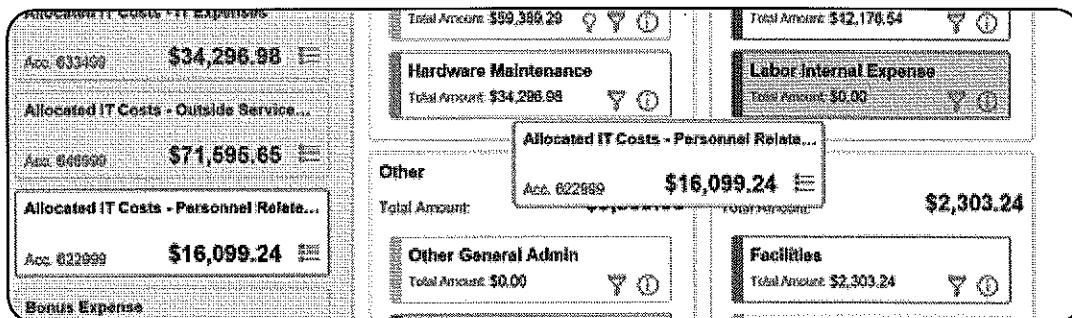 Allocated IT Costs - IT Expenses
Acc. 633499 $34,296.98
Allocated IT Costs - Outside Service...
Acc. 646999 $71,595.65
Allocated IT Costs - Personnel Relate...
Acc. 622999 $16,099.24
Bonus Expense
Total Amount: $59,389.29
Hardware Maintenance
Total Amount: $34,296.98
Total Amount: $12,176.54
Labor Internal Expense
Total Amount: $0.00
Allocated IT Costs - Personnel Relate...
Acc. 622999 $16,099.24
Other
Total Amount:
Other General Admin
Total Amount: $0.00
Total Amount: $2,303.24
Facilities
Total Amount: $2,303.24